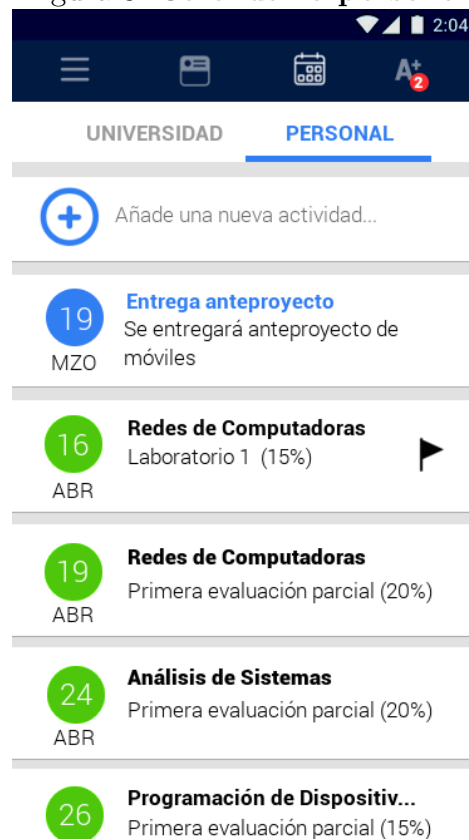 2:04
A+
2
UNIVERSIDAD PERSONAL
Añade una nueva actividad...
19
MZO
Entrega anteproyecto
Se entregará anteproyecto de
móviles
16
ABR
Redes de Computadoras
Laboratorio 1 (15%)
19
ABR
Redes de Computadoras
Primera evaluación parcial (20%)
24
ABR
Análisis de Sistemas
Primera evaluación parcial (20%)
26
Programación de Dispositiv...
Primera evaluación parcial (15%)